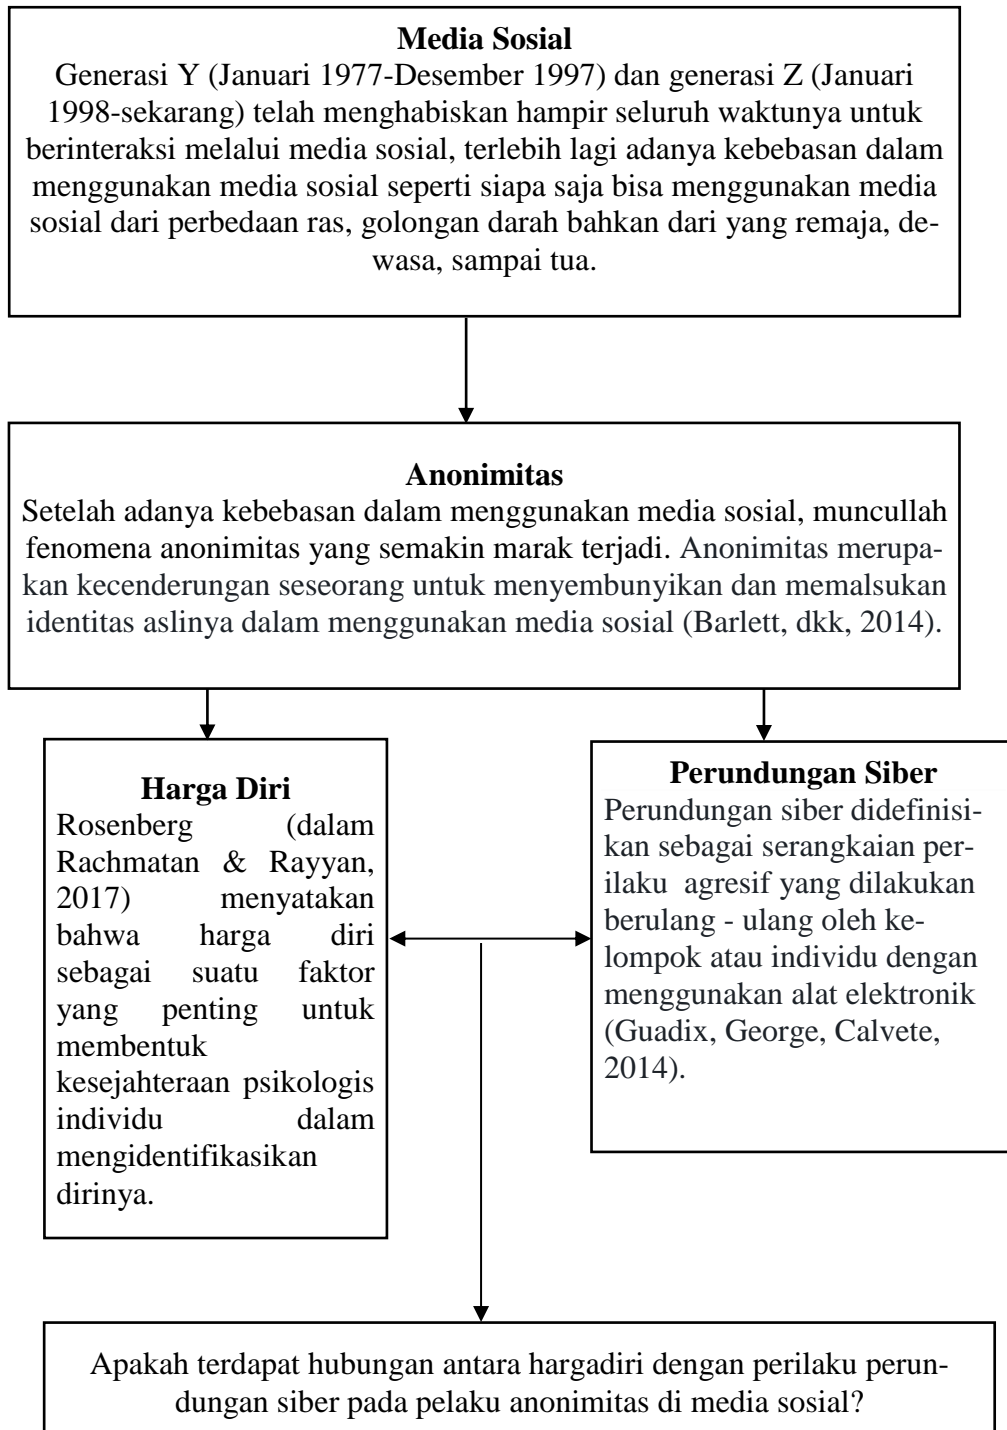 Media Sosial
Generasi Y (Januari 1977-Desember 1997) dan generasi Z (Januari
1998-sekarang) telah menghabiskan hampir seluruh waktunya untuk
berinteraksi melalui media sosial, terlebih lagi adanya kebebasan dalam
menggunakan media sosial seperti siapa saja bisa menggunakan media
sosial dari perbedaan ras, golongan darah bahkan dari yang remaja, de-
wasa, sampai tua.
Anonimitas
Setelah adanya kebebasan dalam menggunakan media sosial, muncullah
fenomena anonimitas yang semakin marak terjadi. Anonimitas merupa-
kan kecenderungan seseorang untuk menyembunyikan dan memalsukan
identitas aslinya dalam menggunakan media sosial (Barlett, dkk, 2014).
Harga Diri
Rosenberg (dalam
Rachmatan & Rayyan,
2017) menyatakan
bahwa harga diri
sebagai suatu faktor
yang penting untuk
membentuk
kesejahteraan psikologis
individu dalam
mengidentifikasikan
dirinya.
Perundungan Siber
Perundungan siber didefinisi-
kan sebagai serangkaian per-
ilaku agresif yang dilakukan
berulang - ulang oleh ke-
lompok atau individu dengan
menggunakan alat elektronik
(Guadix, George, Calvete,
2014).
Apakah terdapat hubungan antara hargadiri dengan perilaku perun-
dungan siber pada pelaku anonimitas di media sosial?